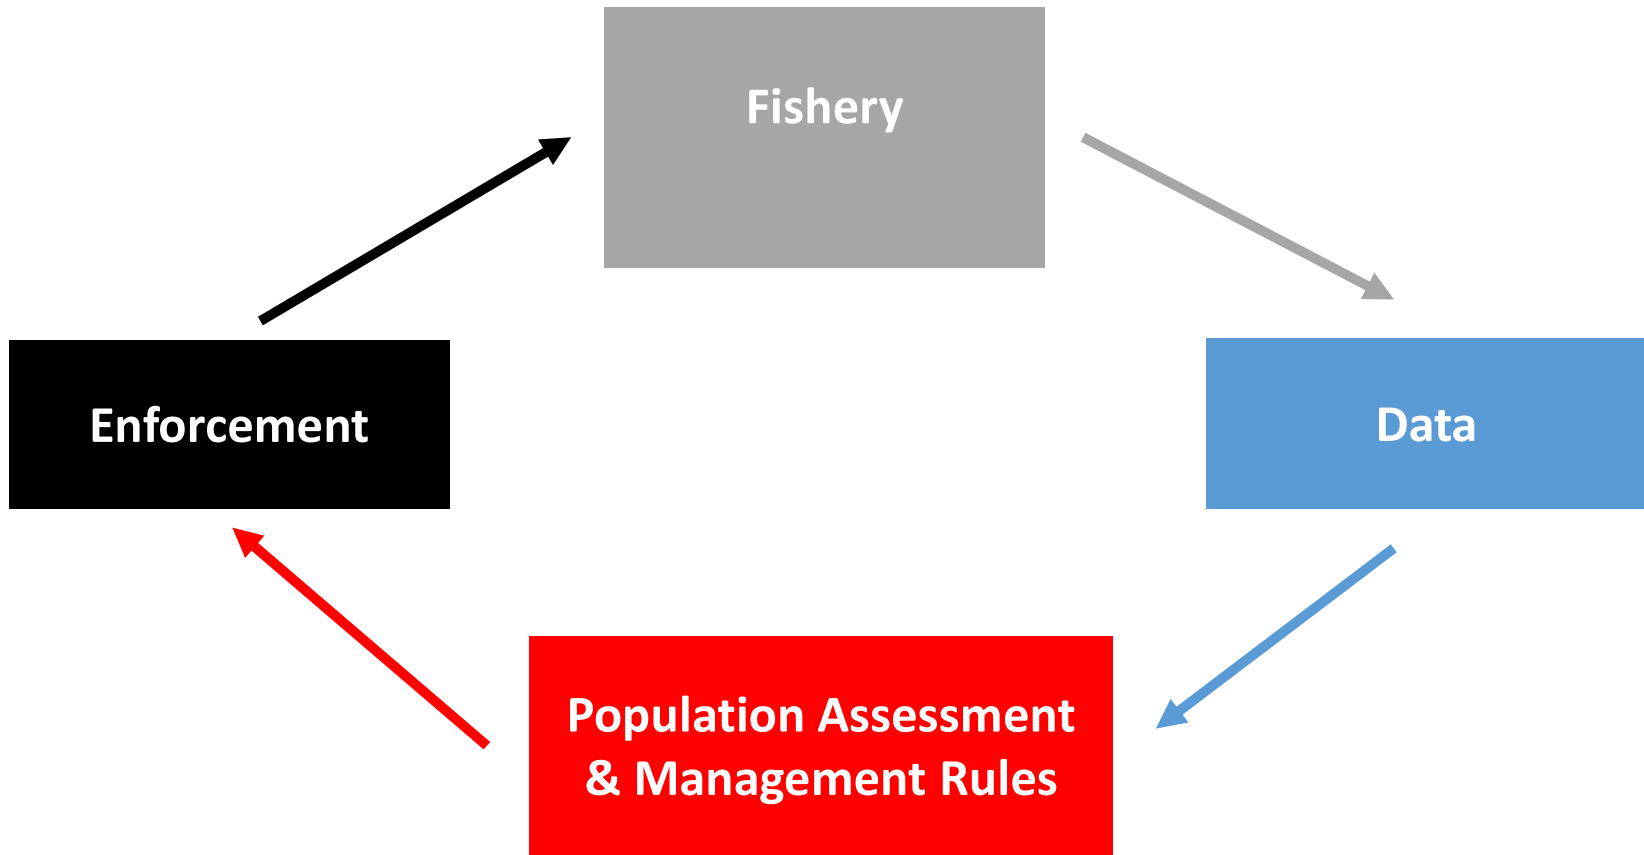 Fishery
Enforcement
Data
Population Assessment
& Management Rules